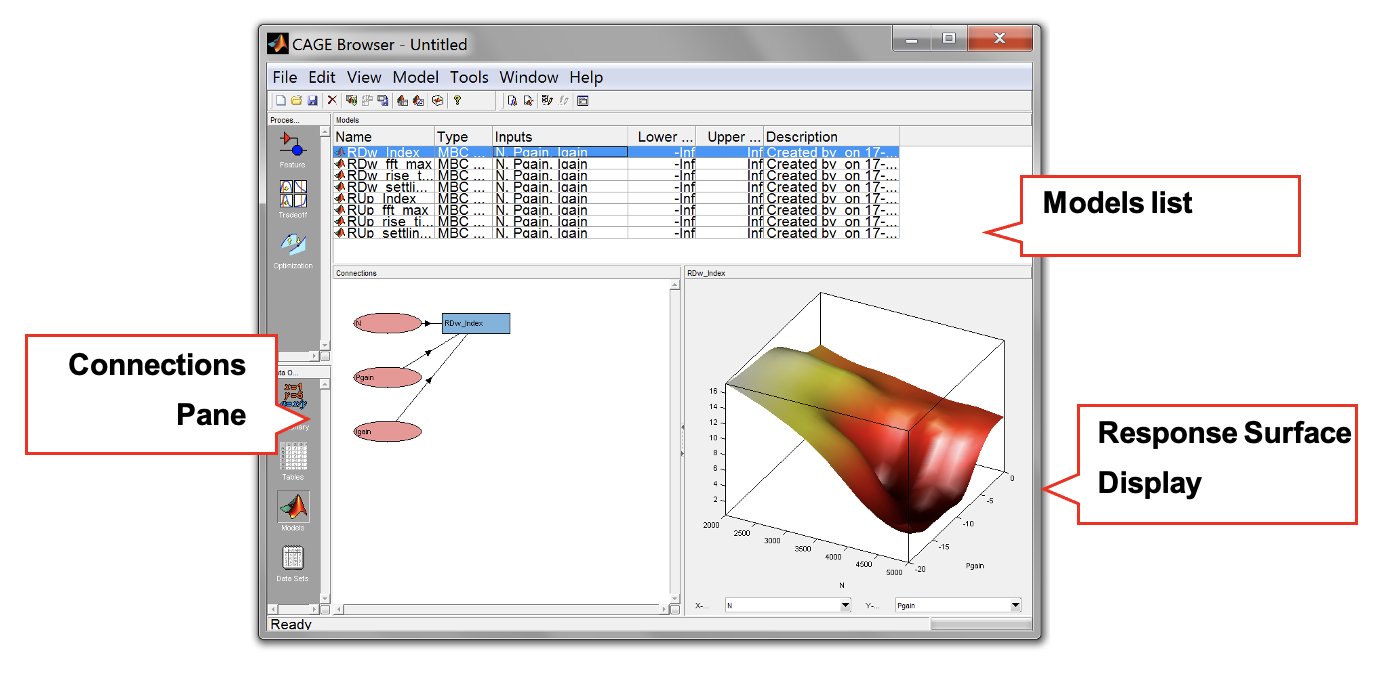 CAGE Browser - Untitled
File Edit View Model Tools Window Help
Proces...
Models
Name Type Inputs Lower ... Upper ... Description
RDw_Index MBC ... N, Pgain, Igain -Inf Inf Created by on 17-...
RDw_fft_max MBC ... N, Pgain, Igain -Inf Inf Created by on 17-...
RDw_rise_t... MBC ... N, Pgain, Igain -Inf Inf Created by on 17-...
RDw_settli... MBC ... N, Pgain, Igain -Inf Inf Created by on 17-...
RUp_Index MBC ... N, Pgain, Igain -Inf Inf Created by on 17-...
RUp_fft_max MBC ... N, Pgain, Igain -Inf Inf Created by on 17-...
RUp_rise_ti... MBC ... N, Pgain, Igain -Inf Inf Created by on 17-...
RUp_settlin... MBC ... N, Pgain, Igain -Inf Inf Created by on 17-...
Feature
Tradeoff
Optimization
Models list
Connections
RDw_Index
N
RDw_Index
Pgain
Igain
Connections
Pane
x=1
y=6
Tables
Models
Data Sets
16
14
12
10
8
6
4
2
2000
2500
3000
3500
4000
4500
5000
N
-20
-15
-10
-5
0
Pgain
X-... N Y-... Pgain
Response Surface
Display
Ready